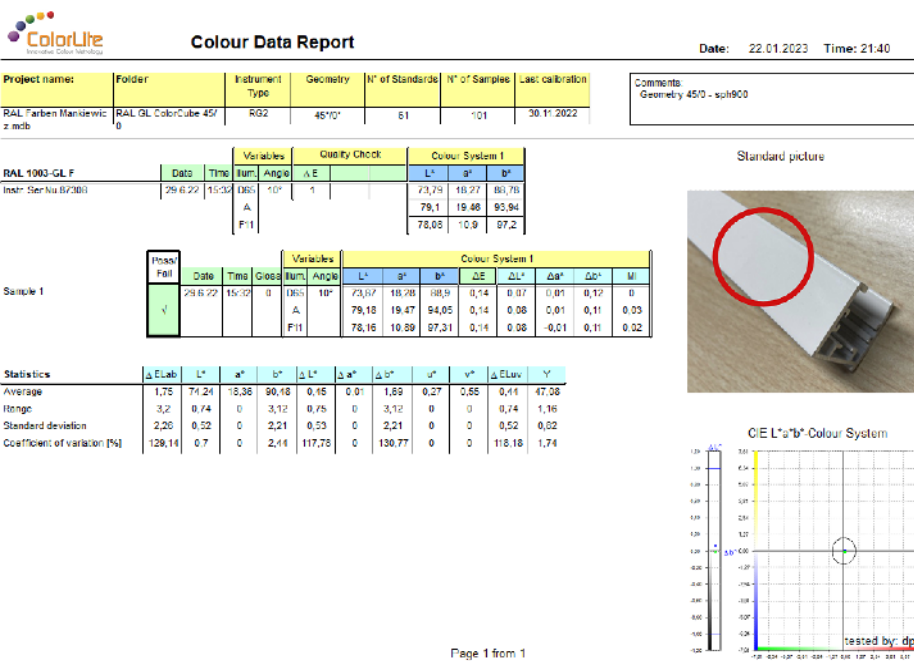 ColorLite
Innovative Colour Metrology
Colour Data Report
Date: 22.01.2023 Time: 21:40
Project name: Folder Instrument Type Geometry N° of Standards N° of Samples Last calibration
RAL Farben Mankiewicz.mdb RAL GL ColorCube 45/0 RG2 45°/0° 61 101 30.11.2022
Comments:
Geometry 45/0 - sph900
Variables Quality Check Colour System 1
RAL 1003-GL F Date Time Illum. Angle ΔE L* a* b*
Instr. Ser.Nu.87308 29.6.22 15:32 D65 10° 1 73,79 18,27 88,78
A 79,1 19,46 93,94
F11 78,08 10,9 97,2
Standard picture
Pass/Fail Variables Colour System 1
Date Time Gloss Illum. Angle L* a* b* ΔE ΔL* Δa* Δb* MI
Sample 1 √ 29.6.22 15:32 0 D65 10° 73,87 18,28 88,9 0,14 0,07 0,01 0,12 0
A 79,18 19,47 94,05 0,14 0,08 0,01 0,11 0,03
F11 78,16 10,89 97,31 0,14 0,08 -0,01 0,11 0,02
Statistics Δ ELab L* a* b* Δ L* Δ a* Δ b* u* v* Δ ELuv Y
Average 1,75 74,24 18,36 90,48 0,45 0,01 1,69 0,27 0,55 0,44 47,08
Range 3,2 0,74 0 3,12 0,75 0 3,12 0 0 0,74 1,16
Standard deviation 2,26 0,52 0 2,21 0,53 0 2,21 0 0 0,52 0,82
Coefficient of variation [%] 129,14 0,7 0 2,44 117,78 0 130,77 0 0 118,18 1,74
CIE L*a*b*-Colour System
ΔL*
Δb*
tested by: dp
Page 1 from 1